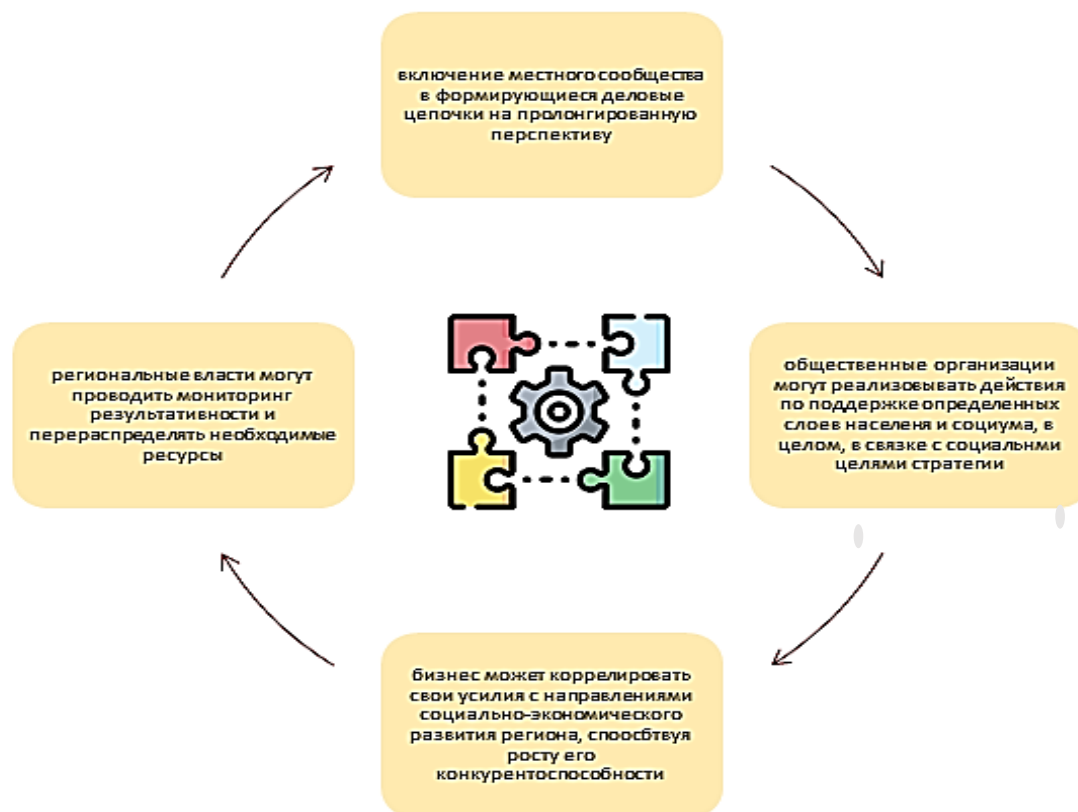 включение местного сообщества
в формирующиеся деловые
цепочки на пролонгированную
перспективу
общественные организации
могут реализовывать действия
по поддержке определенных
слоев населеня и социума, в
целом, в связке с социальнми
целями стратегии
бизнес может коррелировать
свои усилия с направлениями
социально-экономического
развития региона, споосбтвуя
росту его
конкурентоспособности
региональные власти могут
проводить мониторинг
результативности и
перераспределять необходимые
ресурсы